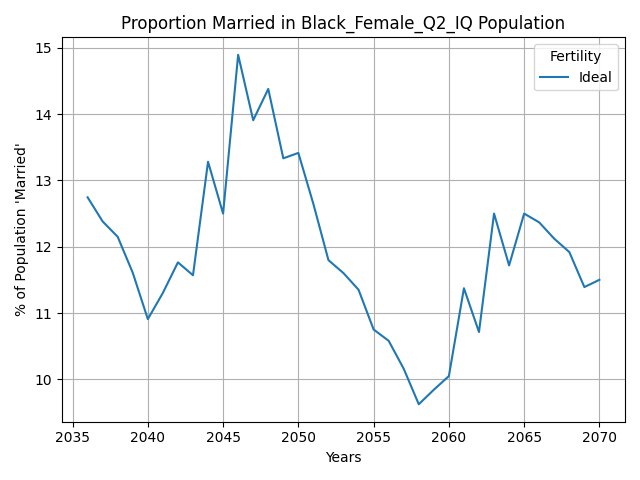 Proportion Married in Black_Female_Q2_IQ Population
Fertility
Ideal
% of Population 'Married'
15
14
13
12
11
10
2035 2040 2045 2050 2055 2060 2065 2070
Years